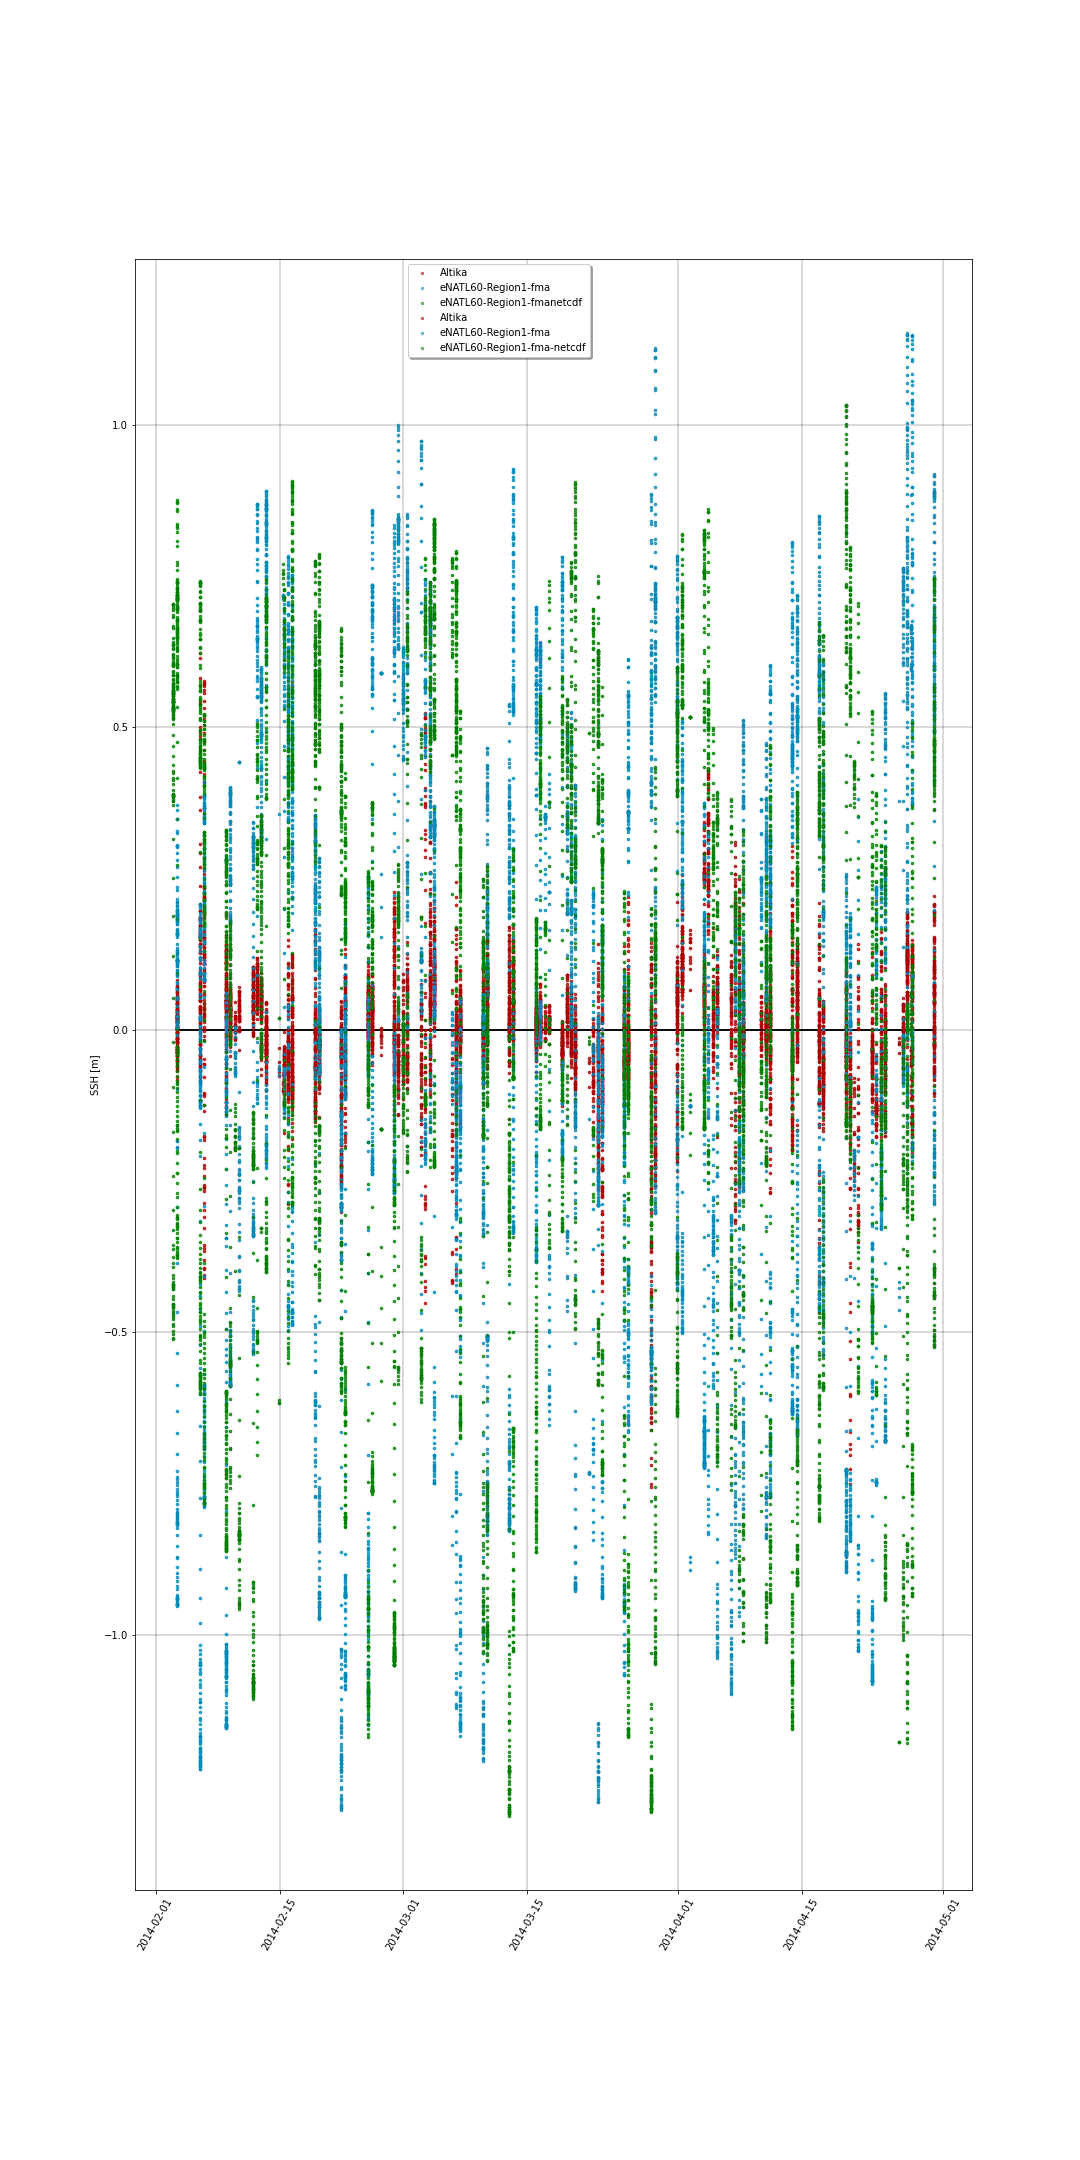 Altika
eNATL60-Region1-fma
eNATL60-Region1-fmanetcdf
Altika
eNATL60-Region1-fma
eNATL60-Region1-fma-netcdf
1.0
0.5
0.0
SSH [m]
−0.5
−1.0
2014-02-01
2014-02-15
2014-03-01
2014-03-15
2014-04-01
2014-04-15
2014-05-01